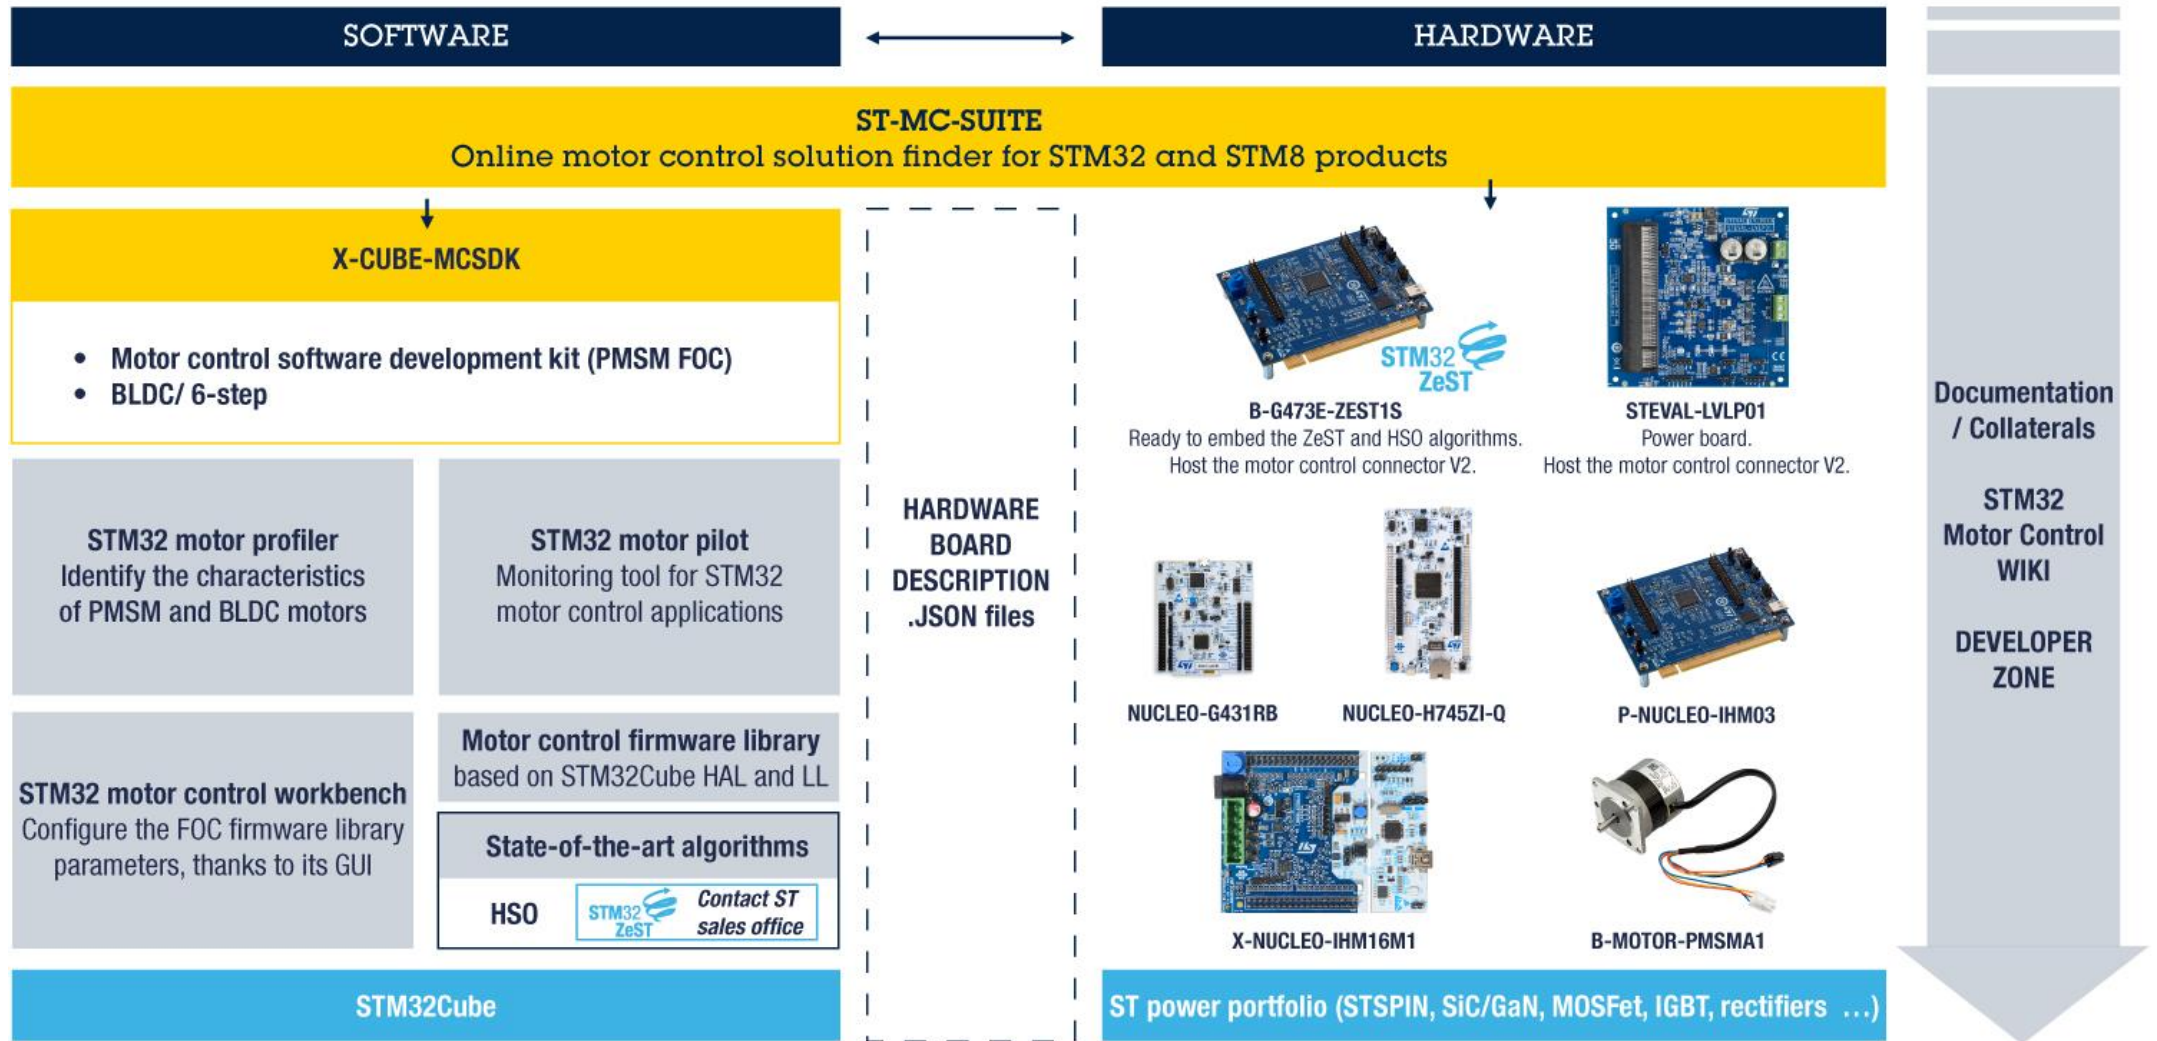 SOFTWARE
HARDWARE
ST-MC-SUITE
Online motor control solution finder for STM32 and STM8 products
X-CUBE-MCSDK
• Motor control software development kit (PMSM FOC)
• BLDC/ 6-step
STM32 motor profiler
Identify the characteristics
of PMSM and BLDC motors
STM32 motor pilot
Monitoring tool for STM32
motor control applications
STM32 motor control workbench
Configure the FOC firmware library
parameters, thanks to its GUI
Motor control firmware library
based on STM32Cube HAL and LL
State-of-the-art algorithms
HSO
STM32
ZeST
Contact ST
sales office
STM32Cube
HARDWARE
BOARD
DESCRIPTION
.JSON files
STM32
ZeST
B-G473E-ZEST1S
Ready to embed the ZeST and HSO algorithms.
Host the motor control connector V2.
STEVAL-LVLP01
Power board.
Host the motor control connector V2.
NUCLEO-G431RB
NUCLEO-H745ZI-Q
P-NUCLEO-IHM03
X-NUCLEO-IHM16M1
B-MOTOR-PMSMA1
ST power portfolio (STSPIN, SiC/GaN, MOSFet, IGBT, rectifiers ...)
Documentation
/ Collaterals
STM32
Motor Control
WIKI
DEVELOPER
ZONE